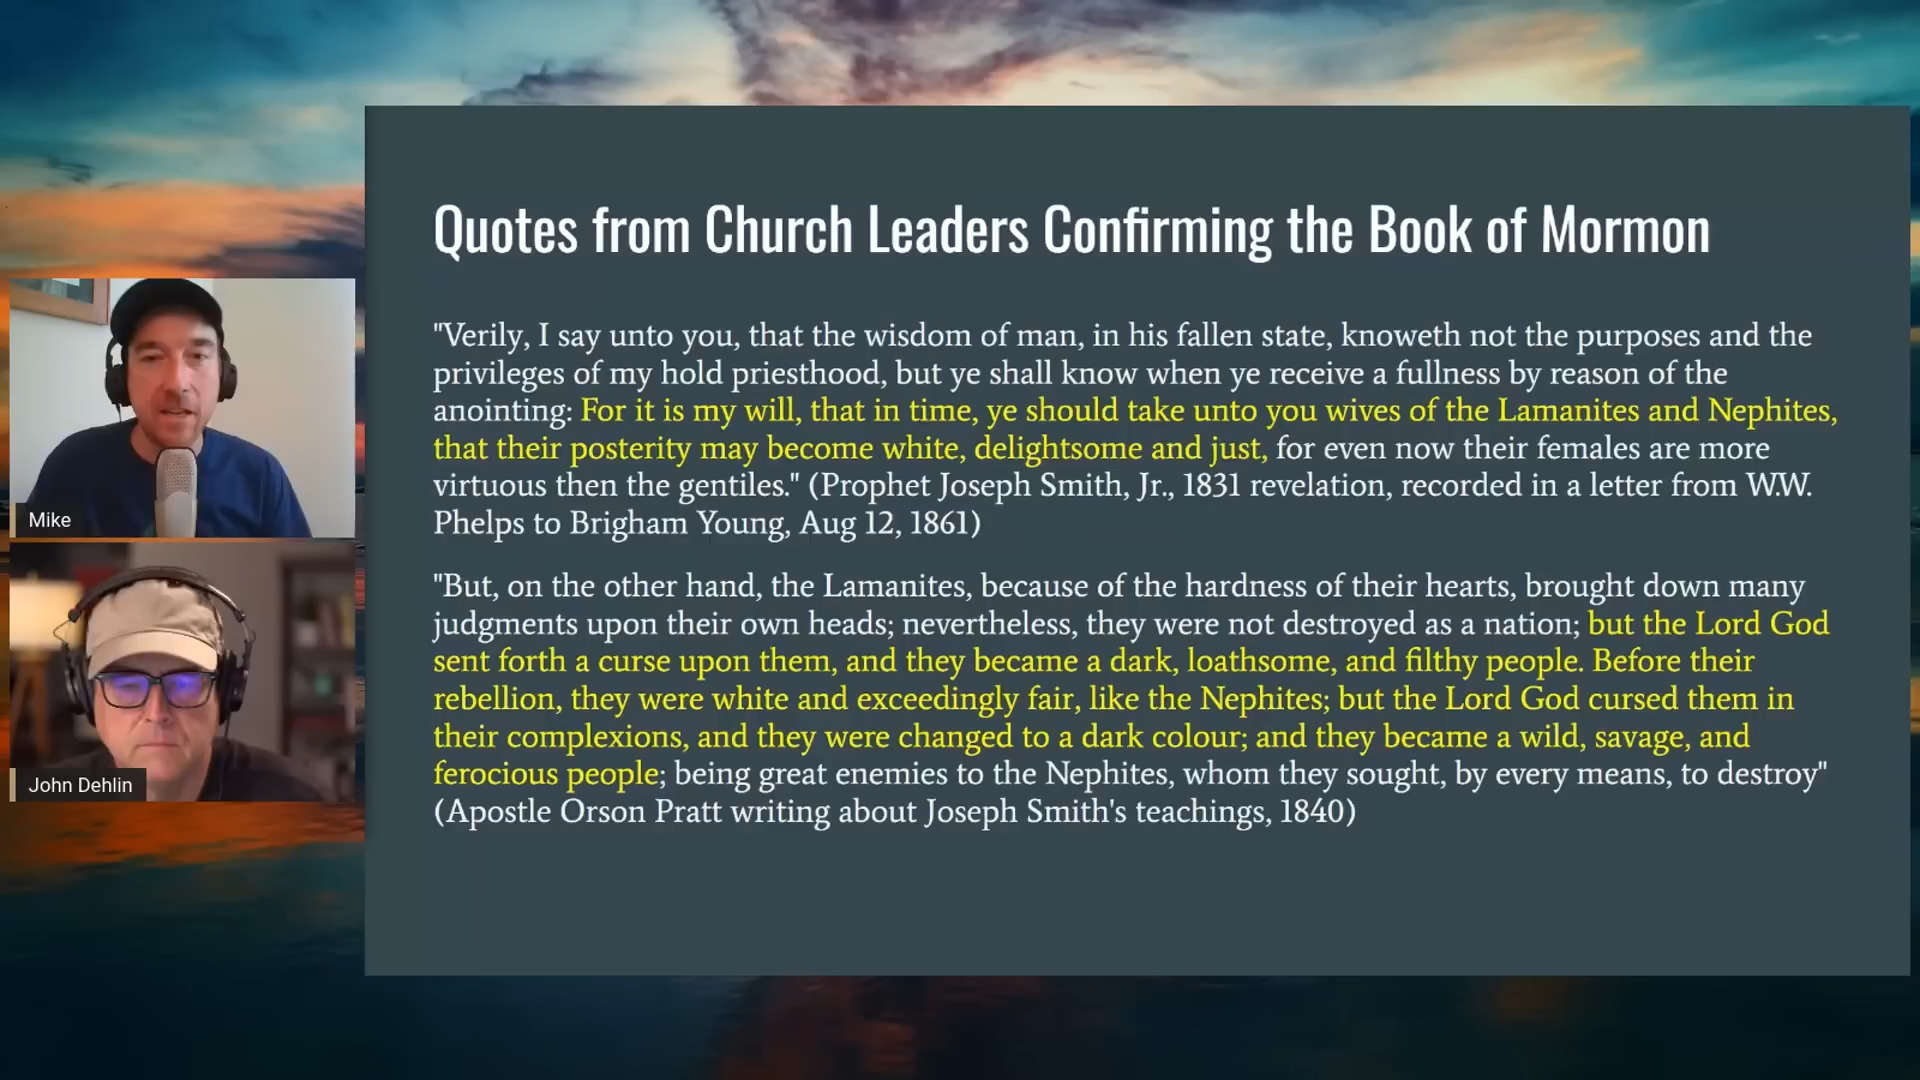 Quotes from Church Leaders Confirming the Book of Mormon
"Verily, I say unto you, that the wisdom of man, in his fallen state, knoweth not the purposes and the
privileges of my hold priesthood, but ye shall know when ye receive a fullness by reason of the
anointing: For it is my will, that in time, ye should take unto you wives of the Lamanites and Nephites,
that their posterity may become white, delightsome and just, for even now their females are more
virtuous then the gentiles." (Prophet Joseph Smith, Jr., 1831 revelation, recorded in a letter from W.W.
Phelps to Brigham Young, Aug 12, 1861)
"But, on the other hand, the Lamanites, because of the hardness of their hearts, brought down many
judgments upon their own heads; nevertheless, they were not destroyed as a nation; but the Lord God
sent forth a curse upon them, and they became a dark, loathsome, and filthy people. Before their
rebellion, they were white and exceedingly fair, like the Nephites; but the Lord God cursed them in
their complexions, and they were changed to a dark colour; and they became a wild, savage, and
ferocious people; being great enemies to the Nephites, whom they sought, by every means, to destroy"
(Apostle Orson Pratt writing about Joseph Smith's teachings, 1840)
Mike
John Dehlin